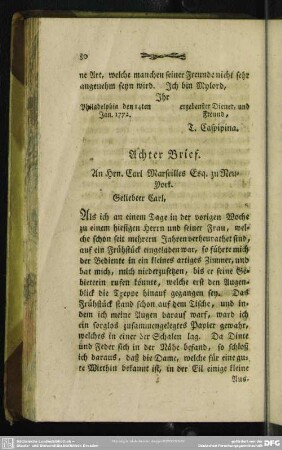 80
ne Art, welche manchen seiner Freunde nicht sehr
angenehm seyn wird. Ich bin Mylord,
Ihr
Philadelphia den 14ten ergebenster Diener, und
Jan. 1772. Freund,
T. Caspipina.
Achter Brief.
An Hrn. Carl Marseilles Esq. zu Neu-
York.
Geliebter Carl,
Als ich an einem Tage in der vorigen Woche
zu einem hiesigen Herrn und seiner Frau, wel-
che schon seit mehrern Jahren verheurathet sind,
auf ein Frühstück eingeladen war, so führte mich
der Bediente in ein kleines artiges Zimmer, und
bat mich, mich niederzusetzen, bis er seine Ge-
bieterin rufen könnte, welche erst den Augen-
blick die Treppe hinauf gegangen sey. Das
Frühstück stand schon auf dem Tische, und in-
dem ich meine Augen darauf warf, ward ich
ein sorglos zusammengelegtes Papier gewahr,
welches in einer der Schalen lag. Da Dinte
und Feder sich in der Nähe befand, so schloß
ich daraus, daß die Dame, welche für eine gu-
te Wirthin bekannt ist, in der Eil einige kleine
Aus-